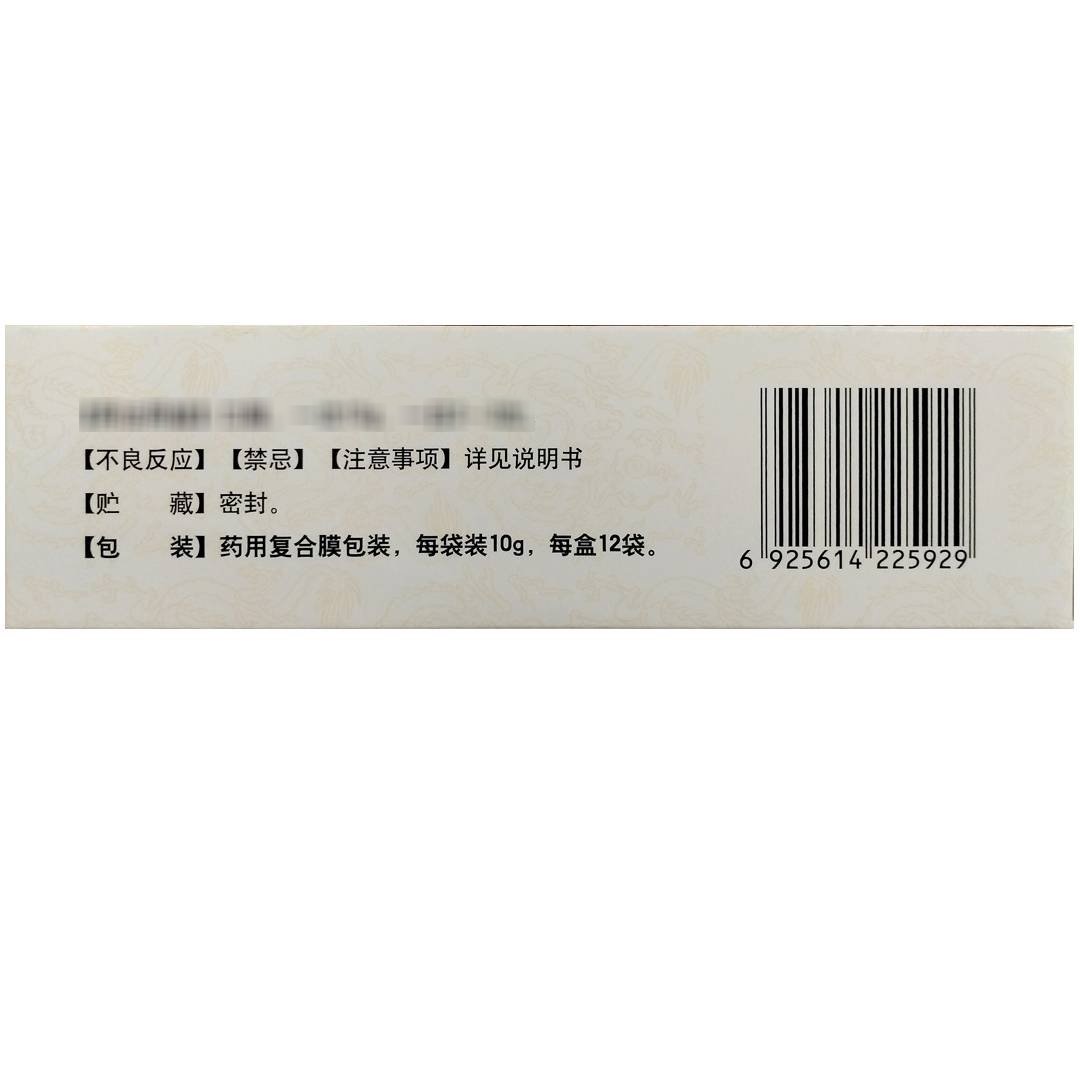 【不良反应】【禁忌】【注意事项】详见说明书
【贮　　藏】密封。
【包　　装】药用复合膜包装，每袋装10g，每盒12袋。
6 925614 225929